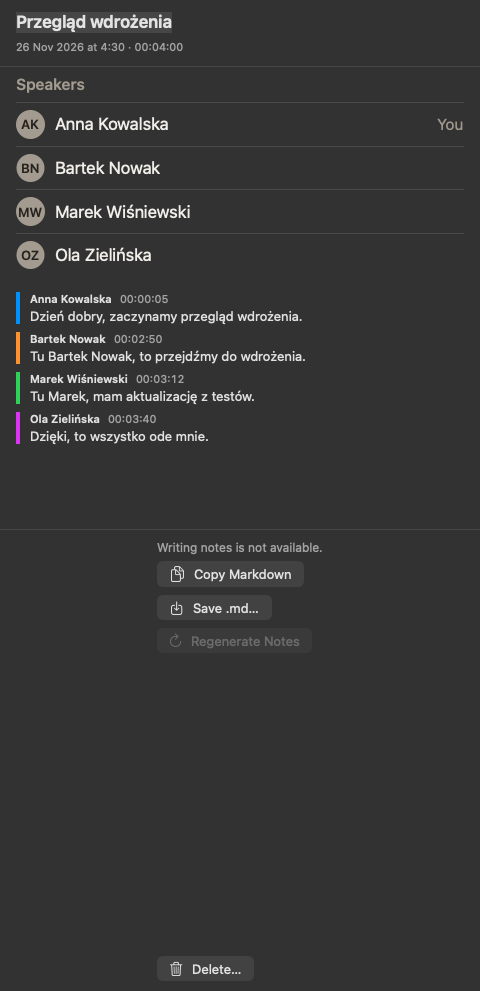 Przegląd wdrożenia
26 Nov 2026 at 4:30 · 00:04:00
Speakers
AK Anna Kowalska You
BN Bartek Nowak
MW Marek Wiśniewski
OZ Ola Zielińska
Anna Kowalska 00:00:05
Dzień dobry, zaczynamy przegląd wdrożenia.
Bartek Nowak 00:02:50
Tu Bartek Nowak, to przejdźmy do wdrożenia.
Marek Wiśniewski 00:03:12
Tu Marek, mam aktualizację z testów.
Ola Zielińska 00:03:40
Dzięki, to wszystko ode mnie.
Writing notes is not available.
Copy Markdown
Save .md...
Regenerate Notes
Delete...